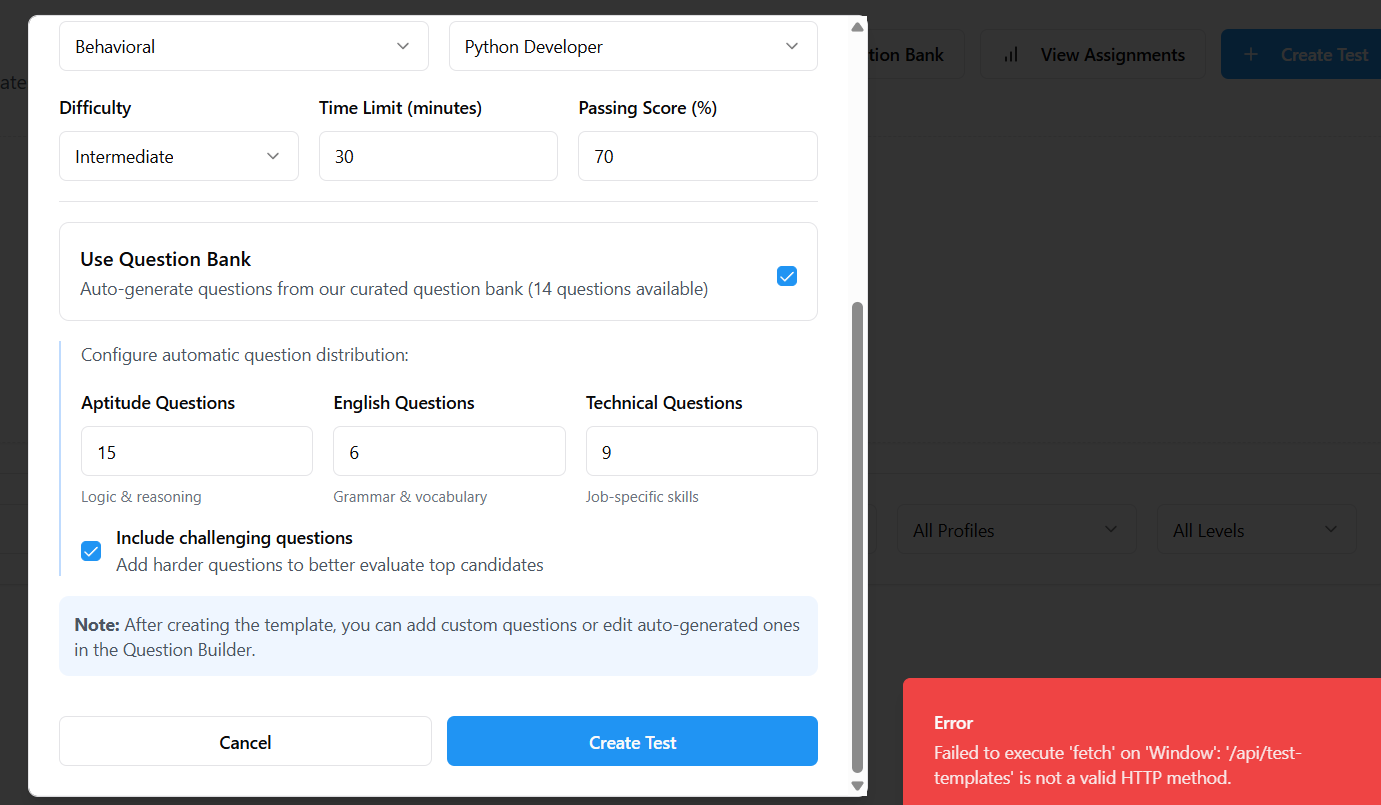 Behavioral
Python Developer
ate
tion Bank
View Assignments
+ Create Test
Difficulty
Time Limit (minutes)
Passing Score (%)
Intermediate
30
70
Use Question Bank
Auto-generate questions from our curated question bank (14 questions available)
Configure automatic question distribution:
Aptitude Questions
English Questions
Technical Questions
15
6
9
Logic & reasoning
Grammar & vocabulary
Job-specific skills
All Profiles
All Levels
Include challenging questions
Add harder questions to better evaluate top candidates
Note: After creating the template, you can add custom questions or edit auto-generated ones
in the Question Builder.
Cancel
Create Test
Error
Failed to execute 'fetch' on 'Window': '/api/test-
templates' is not a valid HTTP method.